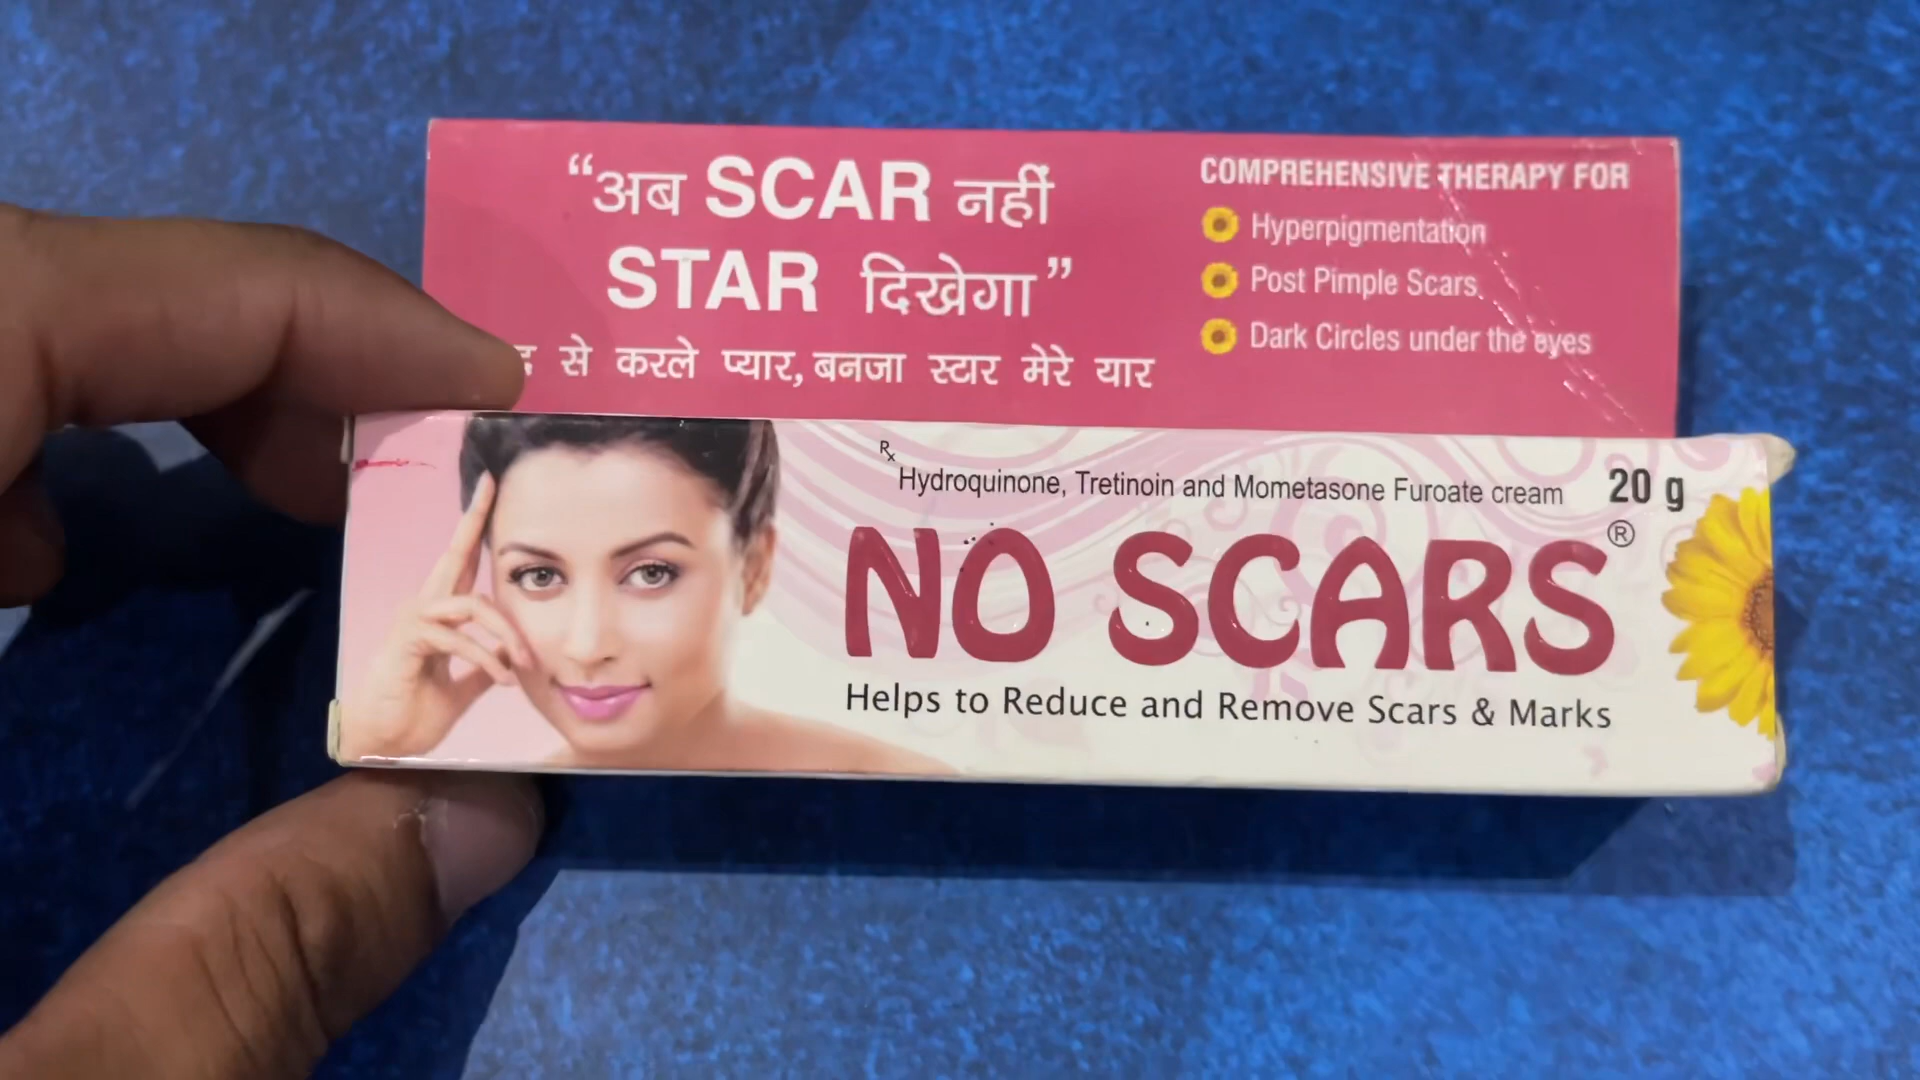 “अब SCAR नहीं
STAR दिखेगा”
से करले प्यार, बनजा स्टार मेरे यार
COMPREHENSIVE THERAPY FOR
Hyperpigmentation
Post Pimple Scars
Dark Circles under the eyes
Rx
Hydroquinone, Tretinoin and Mometasone Furoate cream
20 g
NO SCARS®
Helps to Reduce and Remove Scars & Marks